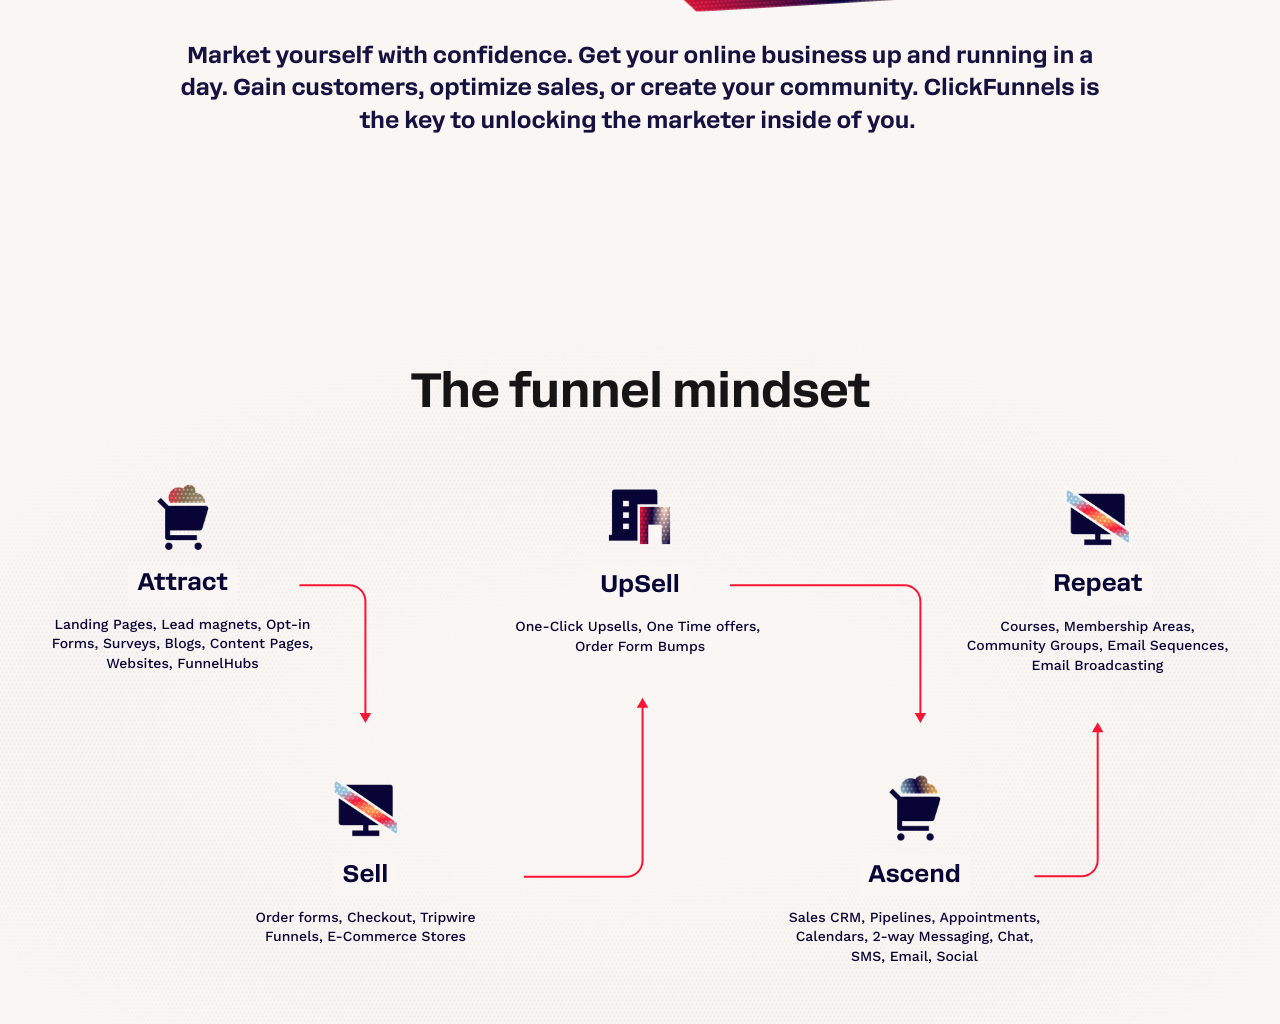 Market yourself with confidence. Get your online business up and running in a
day. Gain customers, optimize sales, or create your community. ClickFunnels is
the key to unlocking the marketer inside of you.
The funnel mindset
Attract
Landing Pages, Lead magnets, Opt-in
Forms, Surveys, Blogs, Content Pages,
Websites, FunnelHubs
Sell
Order forms, Checkout, Tripwire
Funnels, E-Commerce Stores
UpSell
One-Click Upsells, One Time offers,
Order Form Bumps
Ascend
Sales CRM, Pipelines, Appointments,
Calendars, 2-way Messaging, Chat,
SMS, Email, Social
Repeat
Courses, Membership Areas,
Community Groups, Email Sequences,
Email Broadcasting